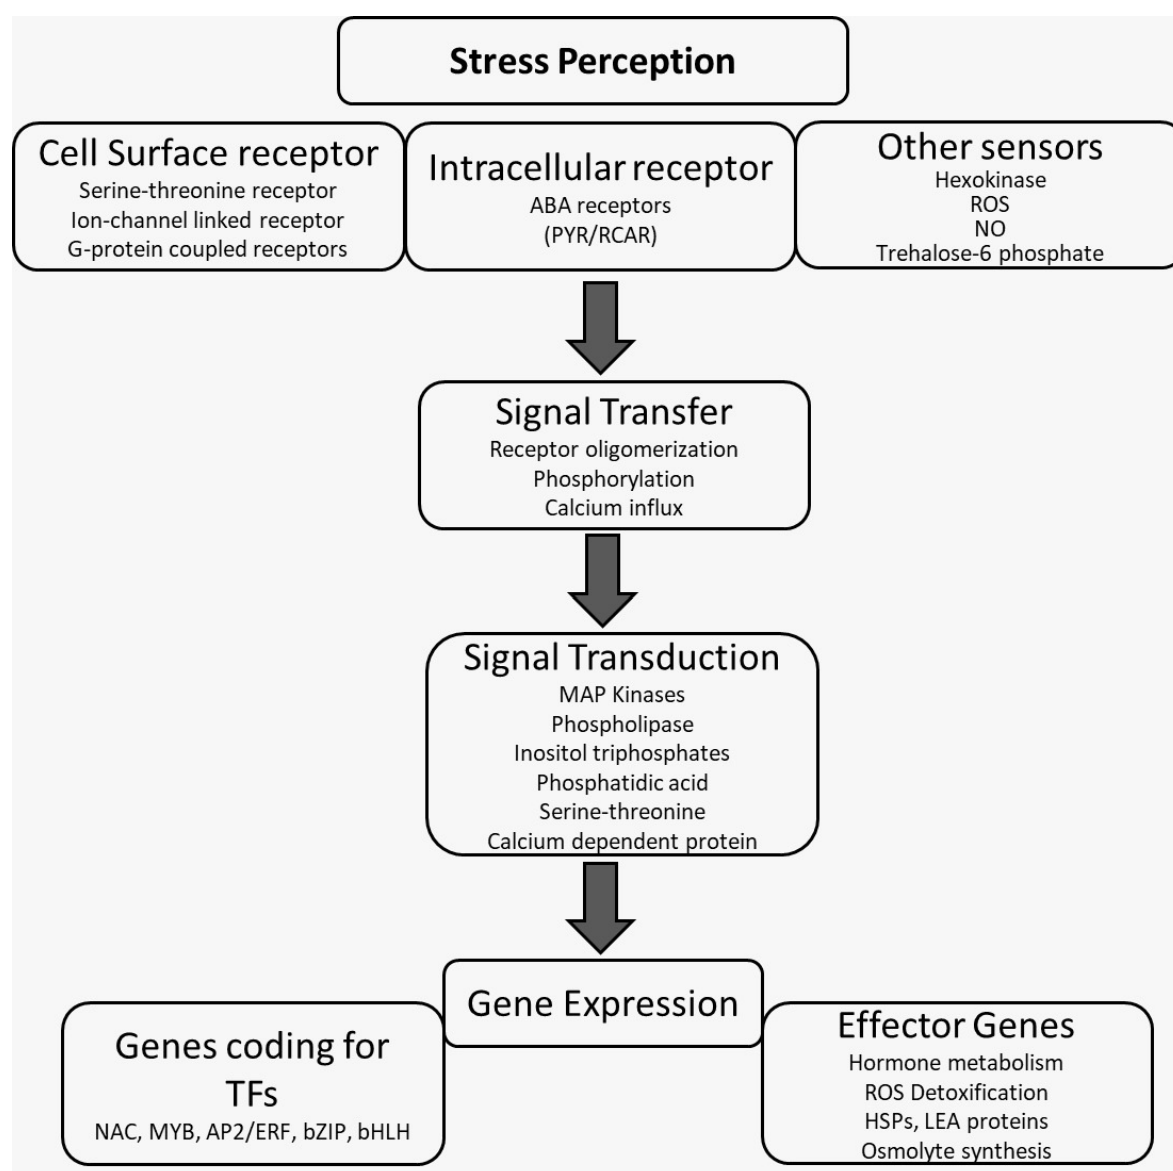 Stress Perception
Cell Surface receptor
Serine-threonine receptor
Ion-channel linked receptor
G-protein coupled receptors
Intracellular receptor
ABA receptors
(PYR/RCAR)
Other sensors
Hexokinase
ROS
NO
Trehalose-6 phosphate
Signal Transfer
Receptor oligomerization
Phosphorylation
Calcium influx
Signal Transduction
MAP Kinases
Phospholipase
Inositol triphosphates
Phosphatidic acid
Serine-threonine
Calcium dependent protein
Gene Expression
Genes coding for
TFs
NAC, MYB, AP2/ERF, bZIP, bHLH
Effector Genes
Hormone metabolism
ROS Detoxification
HSPs, LEA proteins
Osmolyte synthesis